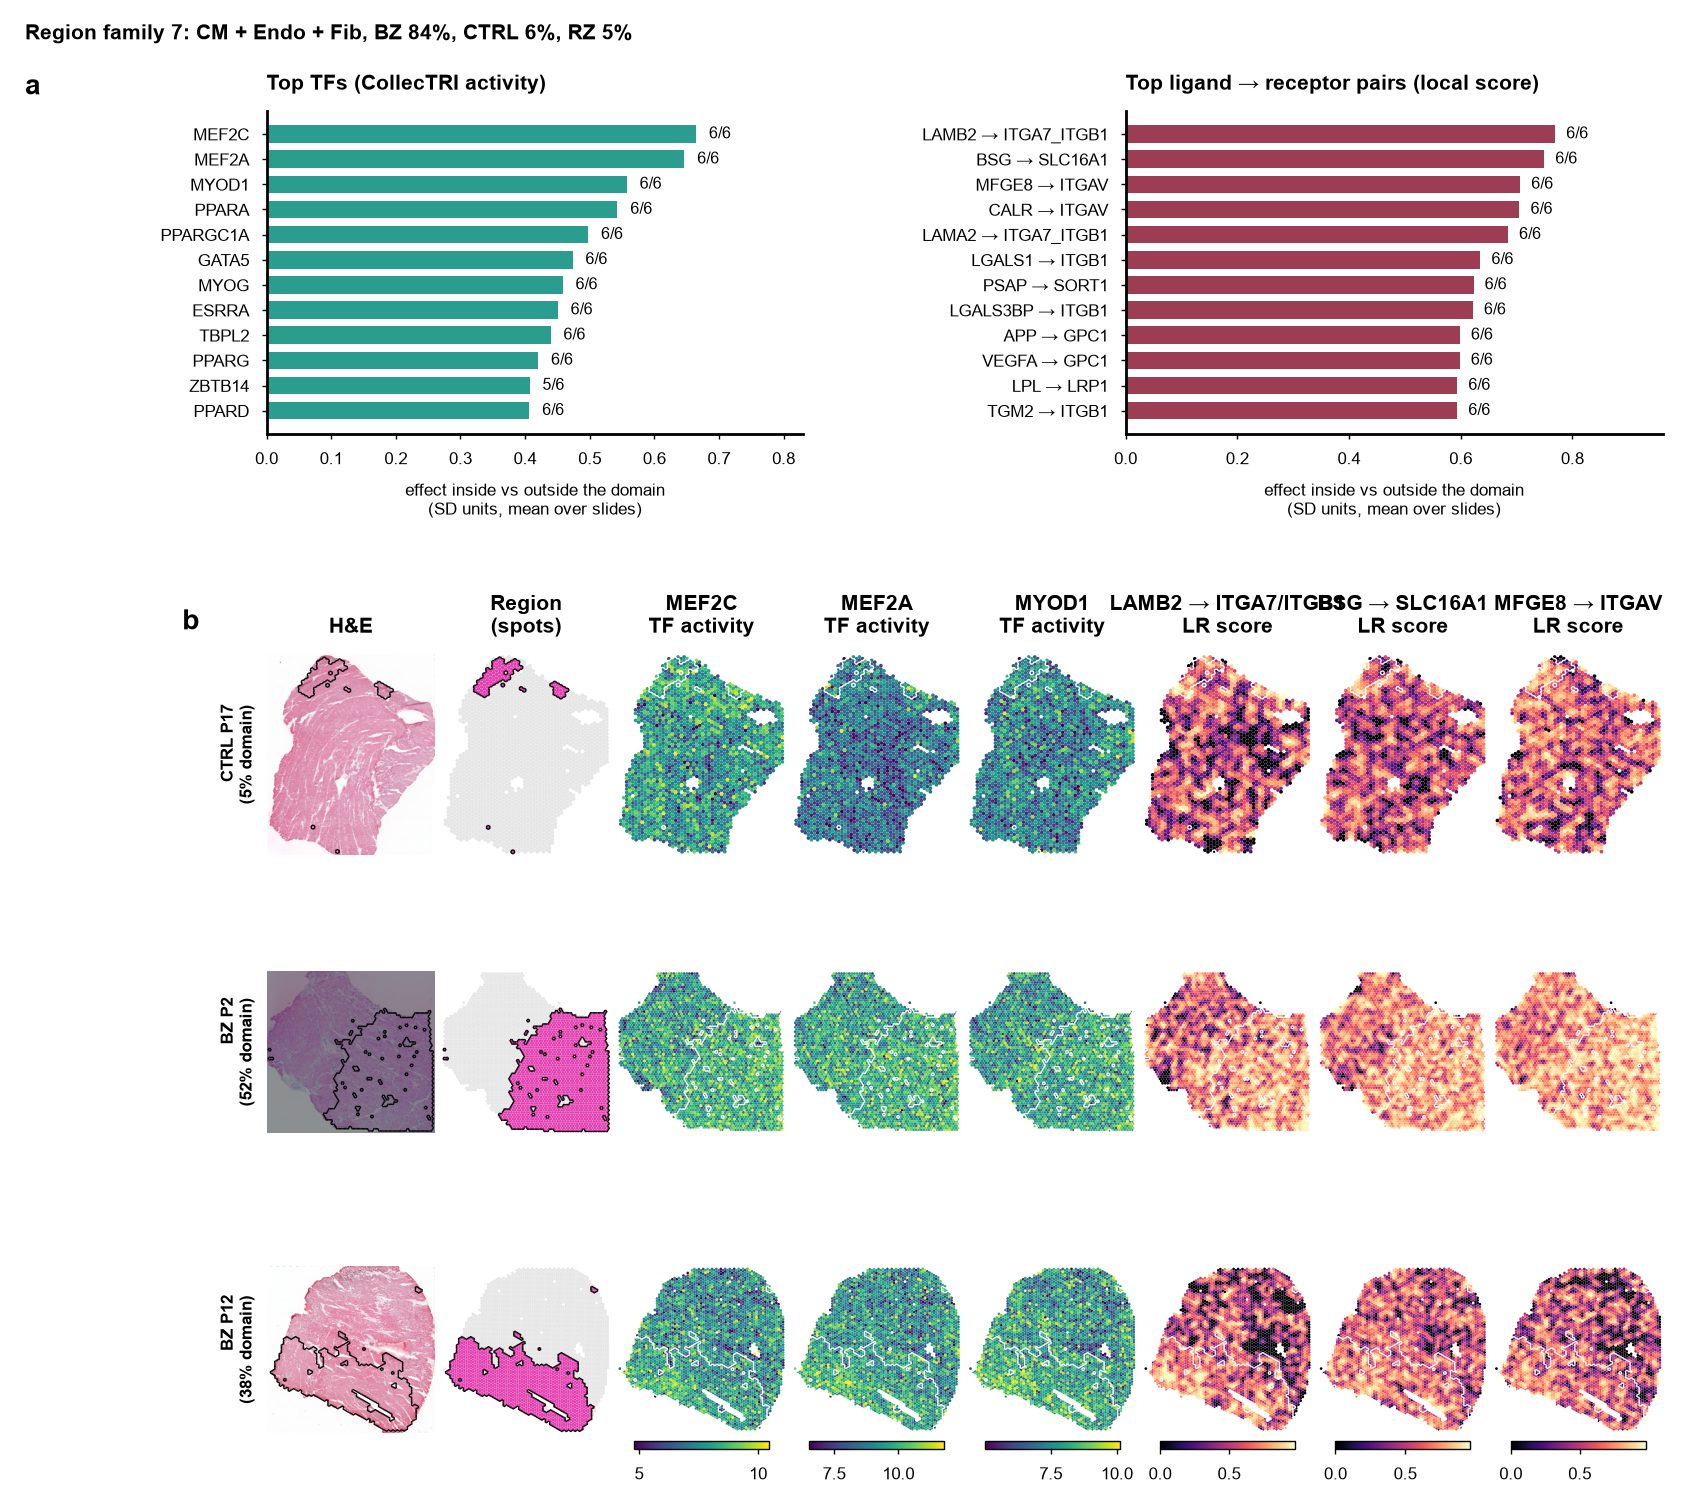 Region family 7: CM + Endo + Fib, BZ 84%, CTRL 6%, RZ 5%
a
Top TFs (CollecTRI activity)
MEF2C 6/6
MEF2A 6/6
MYOD1 6/6
PPARA 6/6
PPARGC1A 6/6
GATA5 6/6
MYOG 6/6
ESRRA 6/6
TBPL2 6/6
PPARG 6/6
ZBTB14 5/6
PPARD 6/6
0.0 0.1 0.2 0.3 0.4 0.5 0.6 0.7 0.8
effect inside vs outside the domain
(SD units, mean over slides)
Top ligand → receptor pairs (local score)
LAMB2 → ITGA7_ITGB1 6/6
BSG → SLC16A1 6/6
MFGE8 → ITGAV 6/6
CALR → ITGAV 6/6
LAMA2 → ITGA7_ITGB1 6/6
LGALS1 → ITGB1 6/6
PSAP → SORT1 6/6
LGALS3BP → ITGB1 6/6
APP → GPC1 6/6
VEGFA → GPC1 6/6
LPL → LRP1 6/6
TGM2 → ITGB1 6/6
0.0 0.2 0.4 0.6 0.8
effect inside vs outside the domain
(SD units, mean over slides)
b
H&E
Region
(spots)
MEF2C
TF activity
MEF2A
TF activity
MYOD1
TF activity
LAMB2 → ITGA7/ITGB1
LR score
BSG → SLC16A1
LR score
MFGE8 → ITGAV
LR score
CTRL P17
(5% domain)
BZ P2
(52% domain)
BZ P12
(38% domain)
5 10
7.5 10.0
7.5 10.0
0.0 0.5
0.0 0.5
0.0 0.5